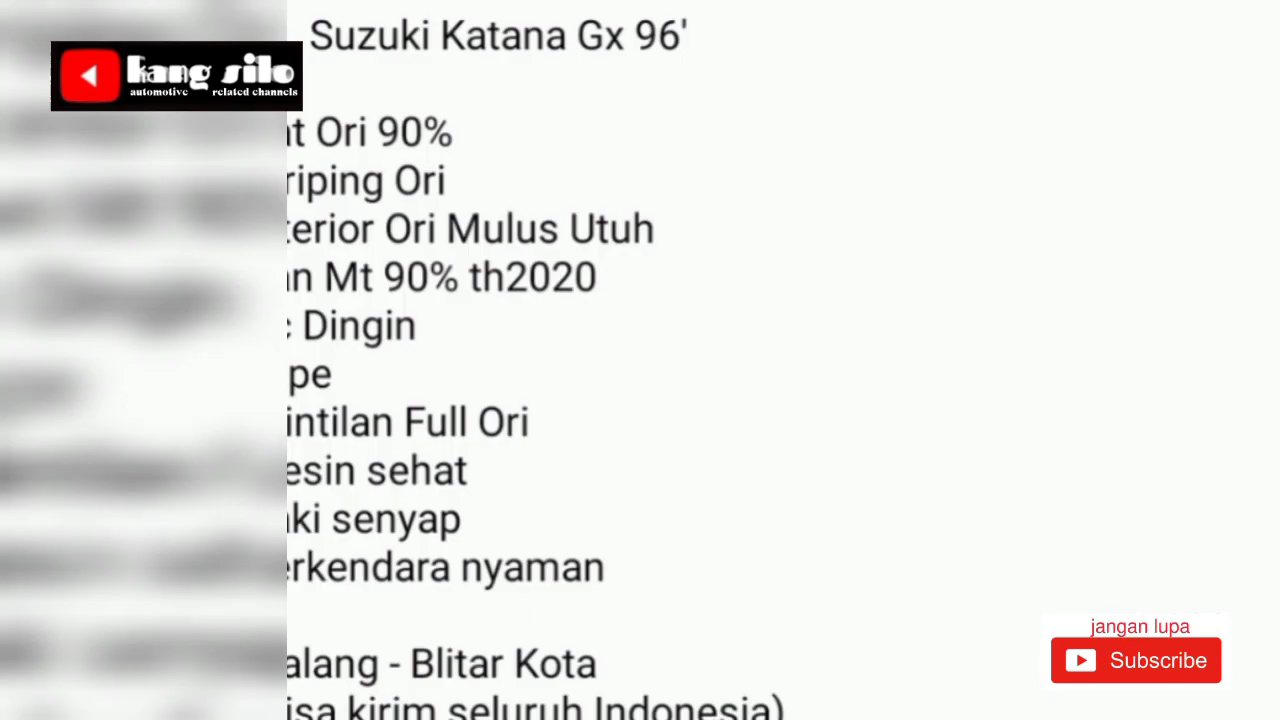 Suzuki Katana Gx 96'
kang silo
automotive related channels
t Ori 90%
riping Ori
terior Ori Mulus Utuh
n Mt 90% th2020
Dingin
pe
intilan Full Ori
esin sehat
ki senyap
erkendara nyaman
alang - Blitar Kota
isa kirim seluruh Indonesia)
jangan lupa
Subscribe